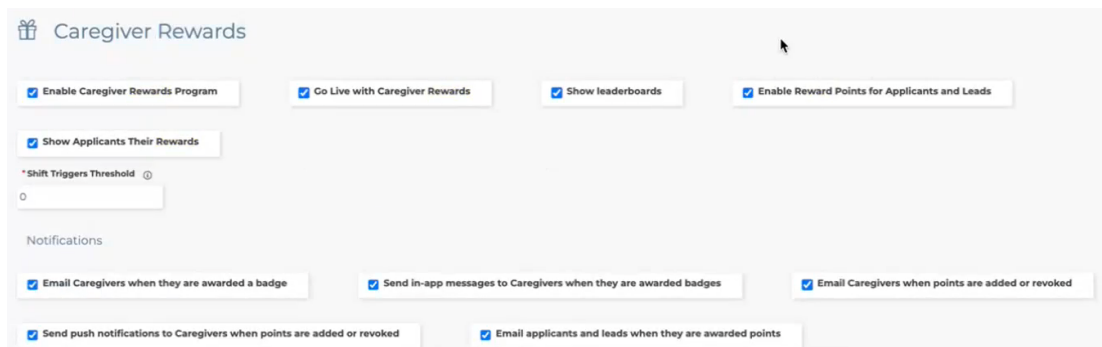 Caregiver Rewards
Enable Caregiver Rewards Program
Go Live with Caregiver Rewards
Show leaderboards
Enable Reward Points for Applicants and Leads
Show Applicants Their Rewards
* Shift Triggers Threshold
0
Notifications
Email Caregivers when they are awarded a badge
Send in-app messages to Caregivers when they are awarded badges
Email Caregivers when points are added or revoked
Send push notifications to Caregivers when points are added or revoked
Email applicants and leads when they are awarded points